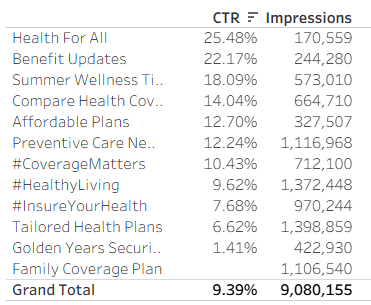 CTR Impressions
Health For All 25.48% 170,559
Benefit Updates 22.17% 244,280
Summer Wellness Ti.. 18.09% 573,010
Compare Health Cov.. 14.04% 664,710
Affordable Plans 12.70% 327,507
Preventive Care Ne.. 12.24% 1,116,968
#CoverageMatters 10.43% 712,100
#HealthyLiving 9.62% 1,372,448
#InsureYourHealth 7.68% 970,244
Tailored Health Plans 6.62% 1,398,859
Golden Years Securi.. 1.41% 422,930
Family Coverage Plan 1,106,540
Grand Total 9.39% 9,080,155